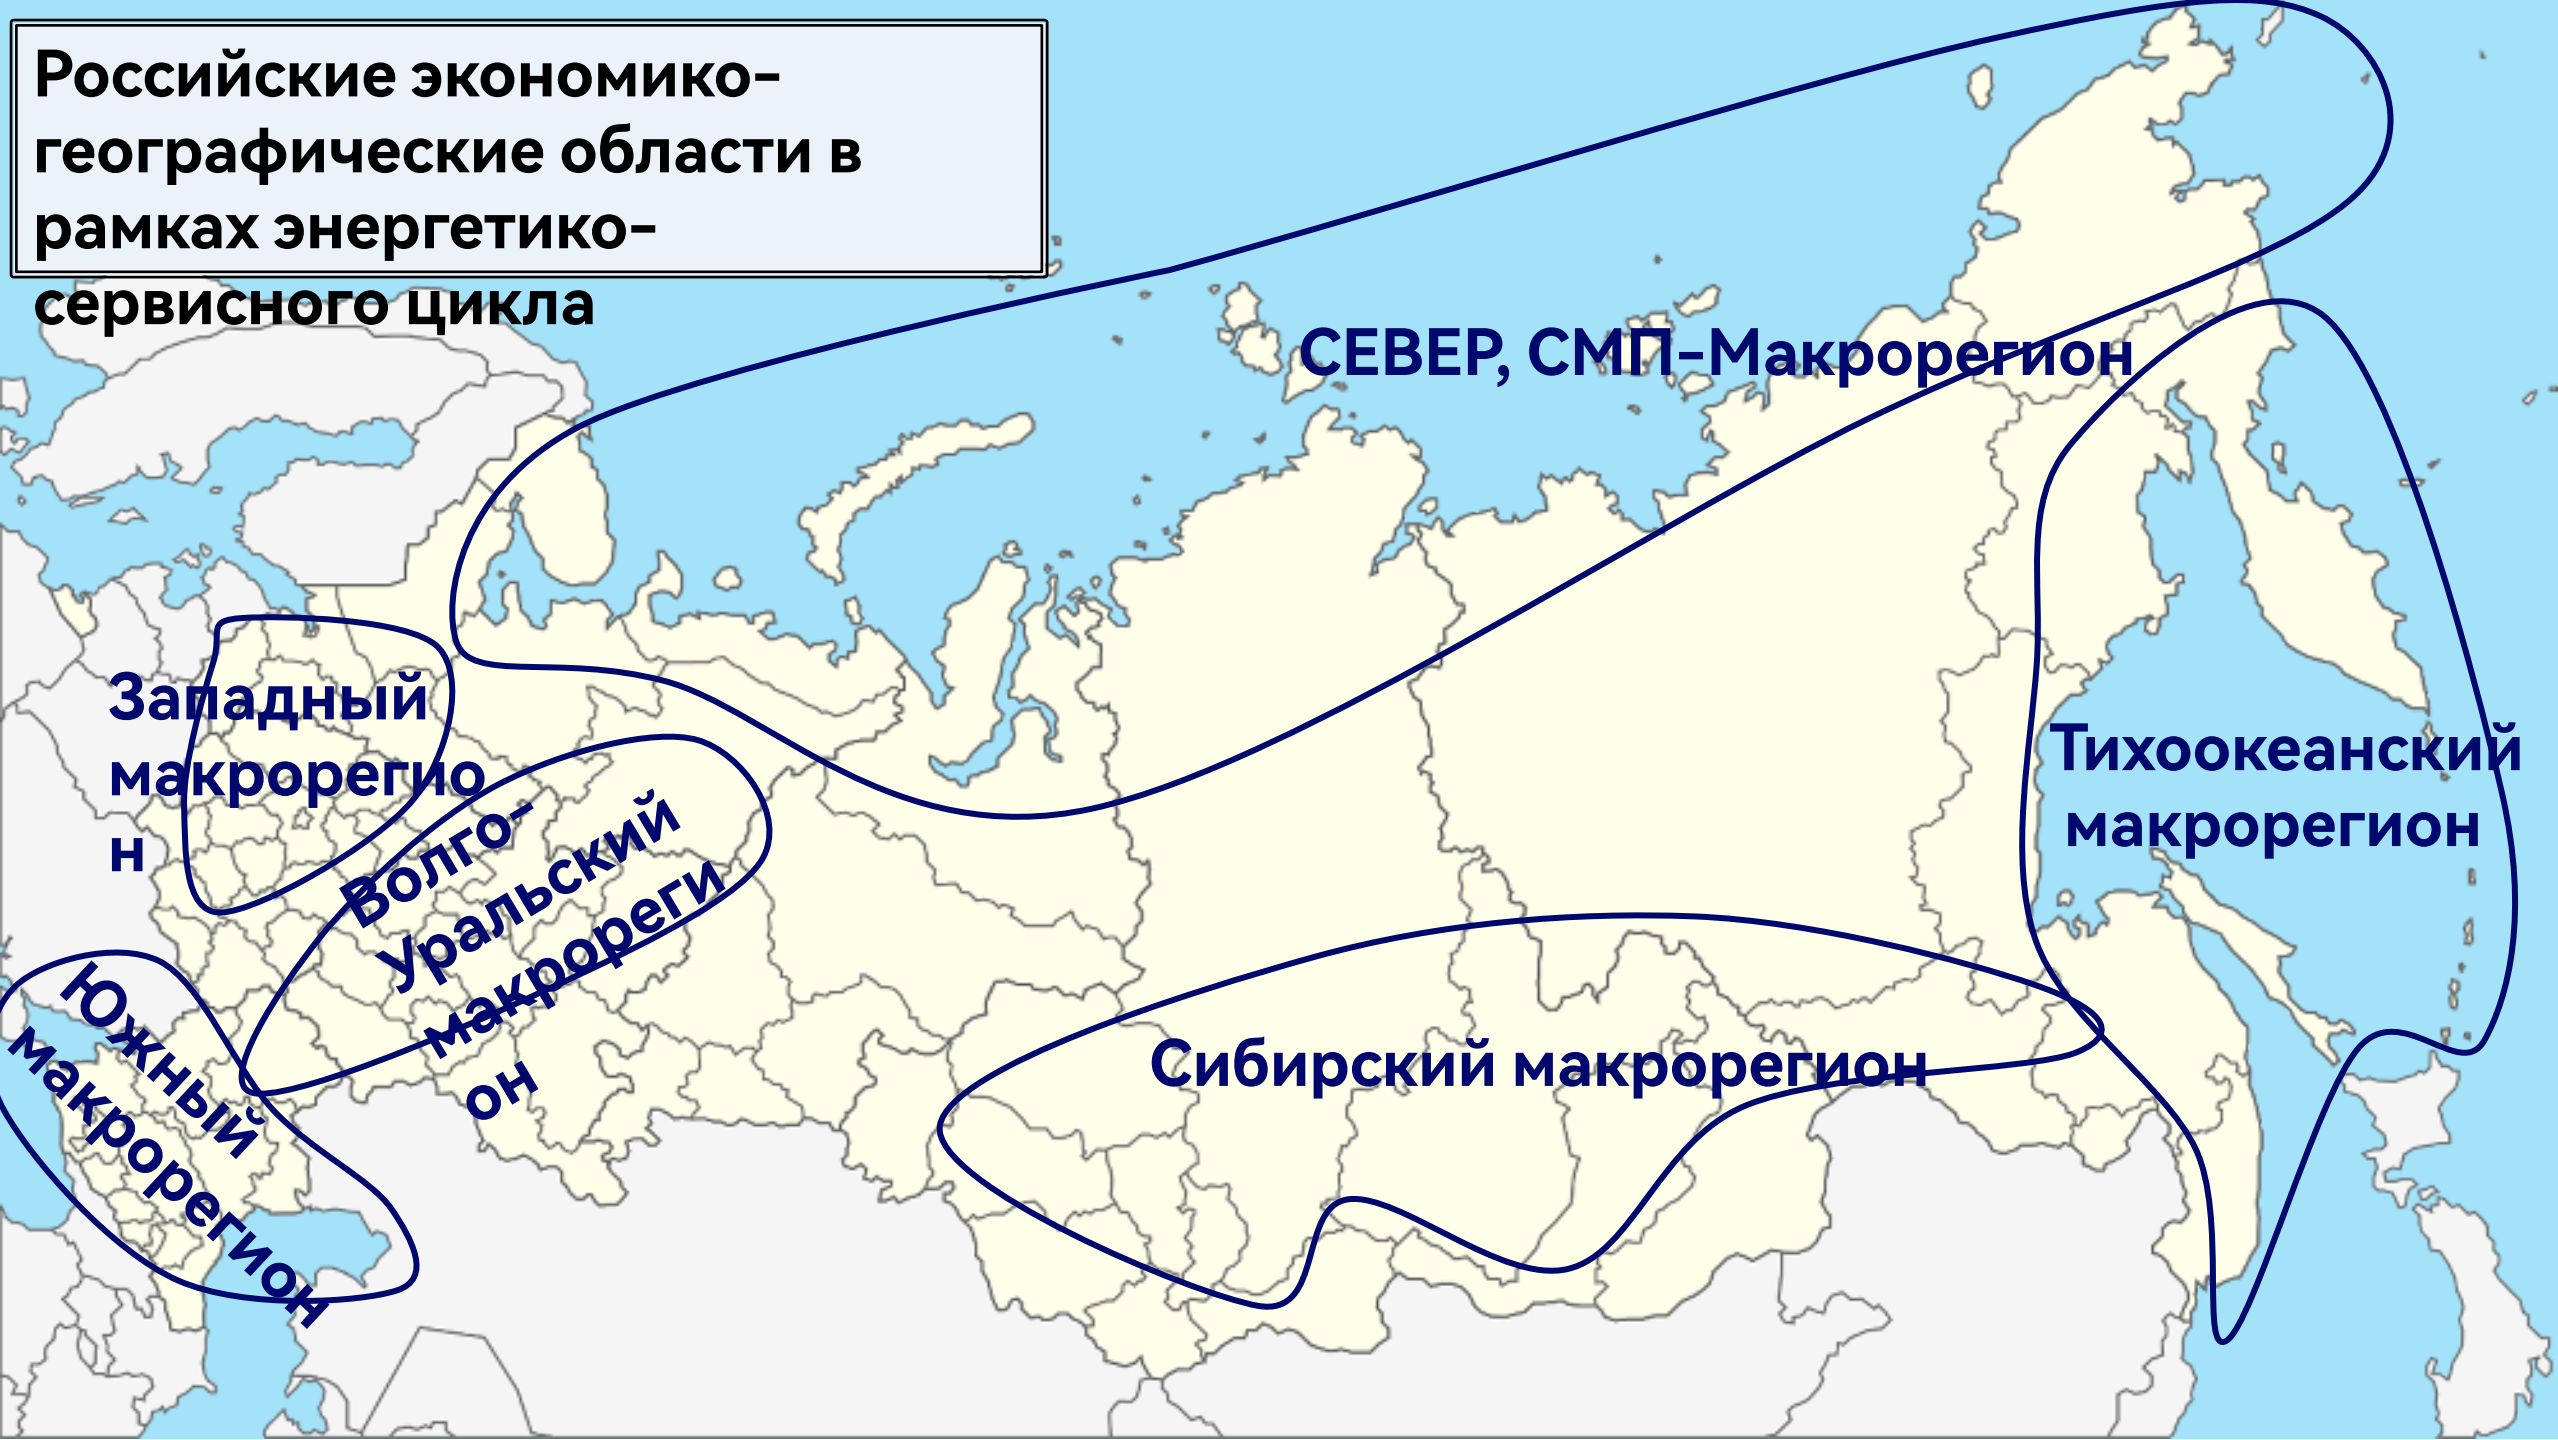 Российские экономико-
географические области в
рамках энергетико-
сервисного цикла
СЕВЕР, СМП-Макрорегион
Западный
макрорегио
н
Волго-
Уральский
макрореги
он
Южный
макрорегион
Сибирский макрорегион
Тихоокеанский
макрорегион